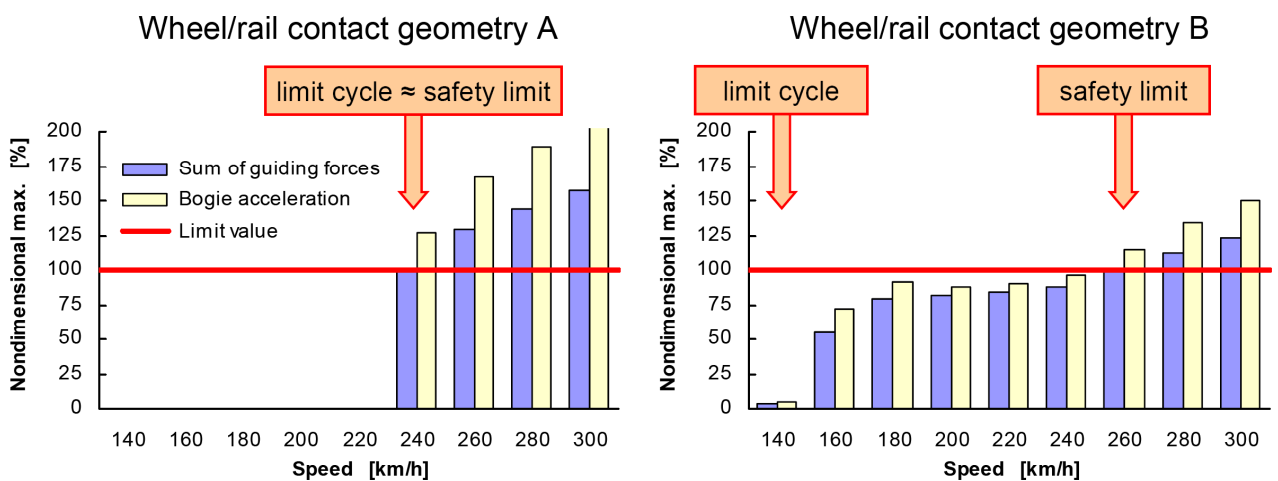 Wheel/rail contact geometry A
limit cycle ≈ safety limit
200
175
150
125
100
75
50
25
0
Nondimensional max. [%]
Sum of guiding forces
Bogie acceleration
Limit value
140 160 180 200 220 240 260 280 300
Speed [km/h]
Wheel/rail contact geometry B
limit cycle
safety limit
200
175
150
125
100
75
50
25
0
Nondimensional max. [%]
140 160 180 200 220 240 260 280 300
Speed [km/h]